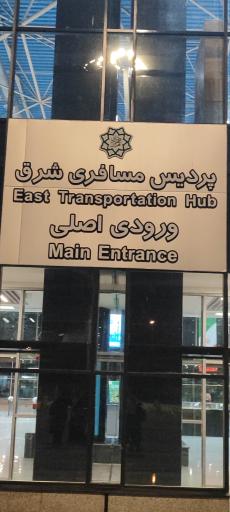 پردیس مسافری شرق
East Transportation Hub
ورودی اصلی
Main Entrance